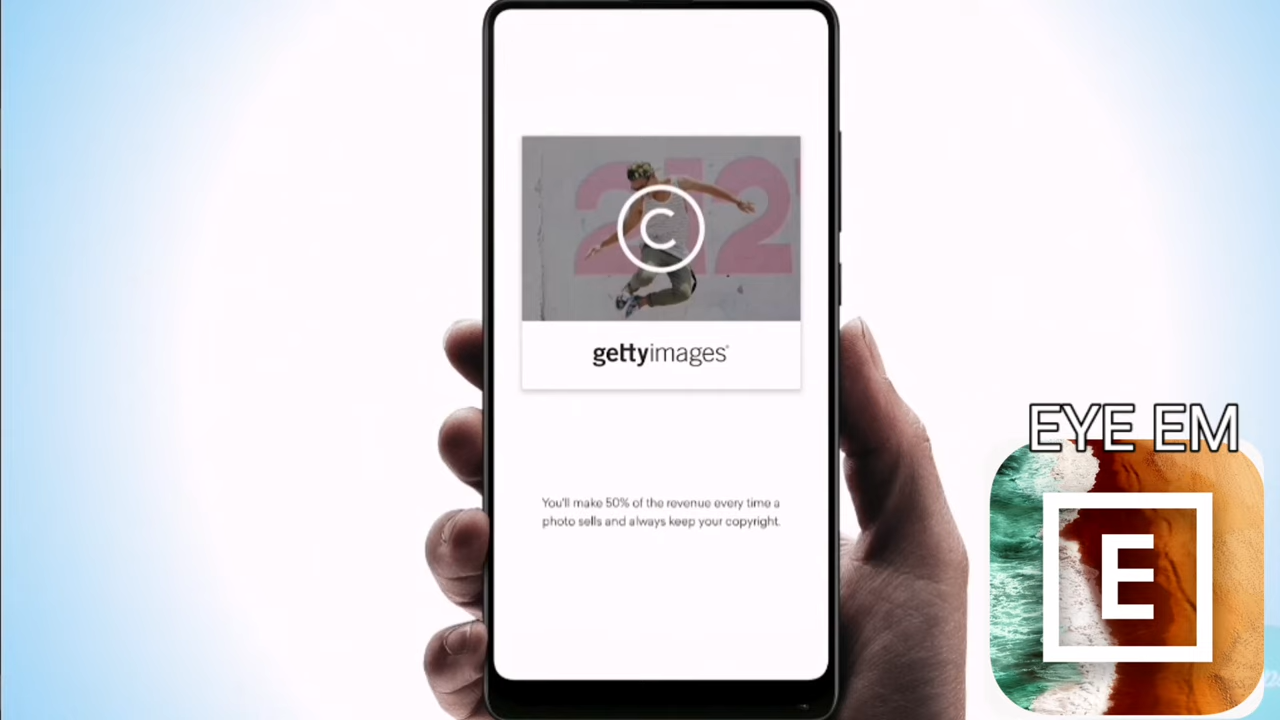 212
C
gettyimages®
You'll make 50% of the revenue every time a
photo sells and always keep your copyright.
EYE EM
E